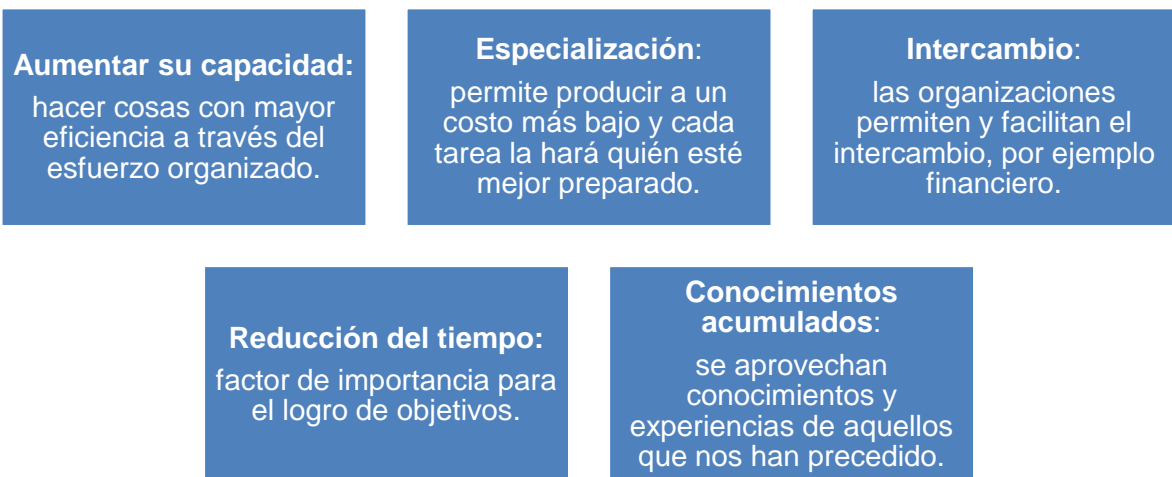 Aumentar su capacidad:
hacer cosas con mayor
eficiencia a través del
esfuerzo organizado.
Especialización:
permite producir a un
costo más bajo y cada
tarea la hará quién esté
mejor preparado.
Intercambio:
las organizaciones
permiten y facilitan el
intercambio, por ejemplo
financiero.
Reducción del tiempo:
factor de importancia para
el logro de objetivos.
Conocimientos
acumulados:
se aprovechan
conocimientos y
experiencias de aquellos
que nos han precedido.